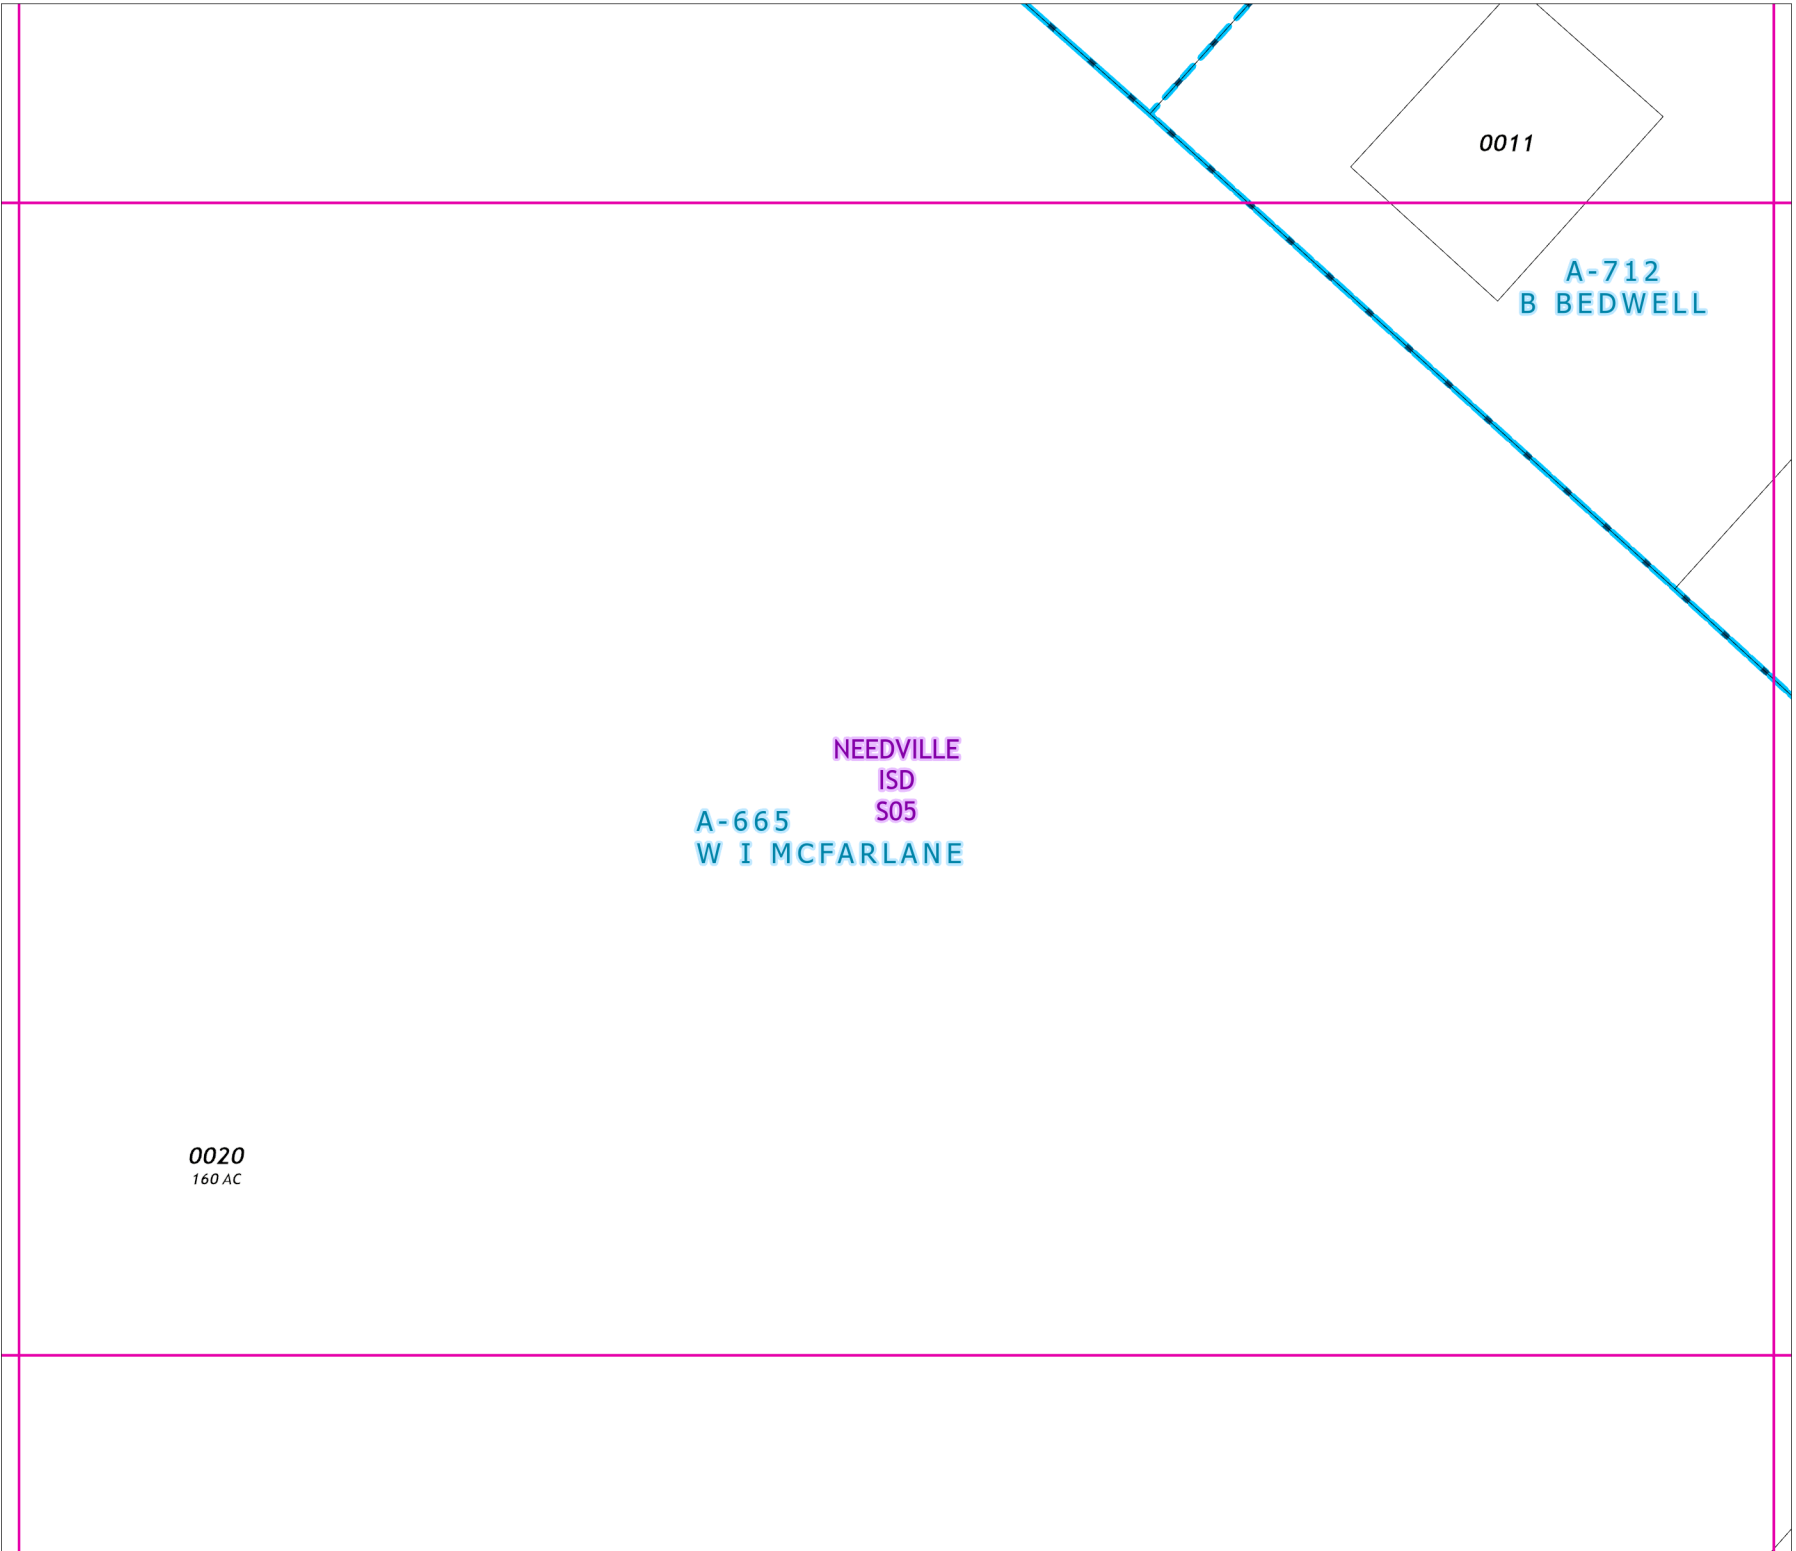 0011
A-712
B BEDWELL
NEEDVILLE
ISD
S05
A-665
W I MCFARLANE
0020
160 AC